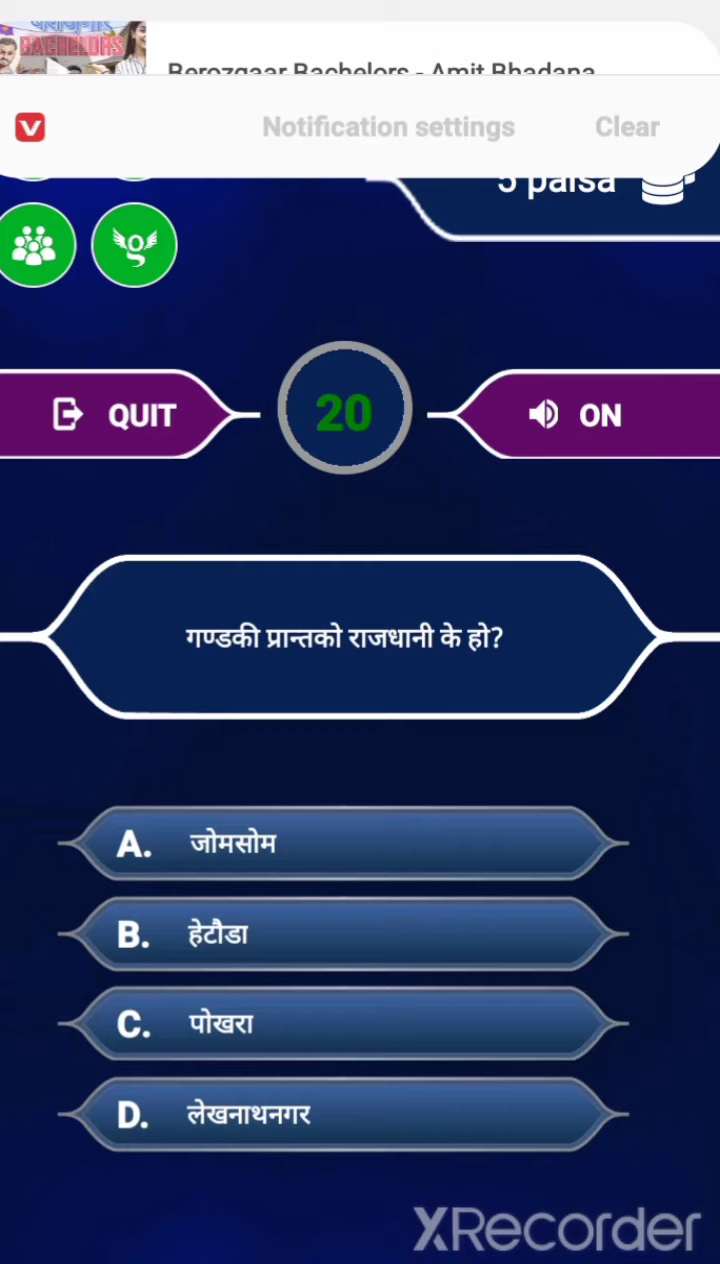 BACHELORS
Berozgaar Bachelors - Amit Bhadana
Notification settings Clear
5 paisa
QUIT
20
ON
गण्डकी प्रान्तको राजधानी के हो?
A. जोमसोम
B. हेटौडा
C. पोखरा
D. लेखनाथनगर
XRecorder